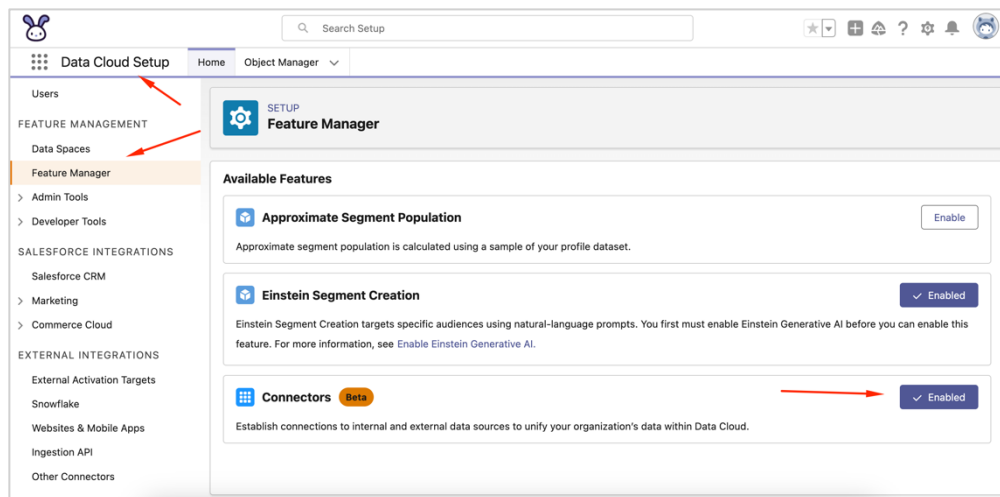 Search Setup
Data Cloud Setup
Home
Object Manager
Users
FEATURE MANAGEMENT
Data Spaces
Feature Manager
Admin Tools
Developer Tools
SALESFORCE INTEGRATIONS
Salesforce CRM
Marketing
Commerce Cloud
EXTERNAL INTEGRATIONS
External Activation Targets
Snowflake
Websites & Mobile Apps
Ingestion API
Other Connectors
SETUP
Feature Manager
Available Features
Approximate Segment Population
Enable
Approximate segment population is calculated using a sample of your profile dataset.
Einstein Segment Creation
Enabled
Einstein Segment Creation targets specific audiences using natural-language prompts. You first must enable Einstein Generative AI before you can enable this
feature. For more information, see Enable Einstein Generative AI.
Connectors Beta
Enabled
Establish connections to internal and external data sources to unify your organization's data within Data Cloud.